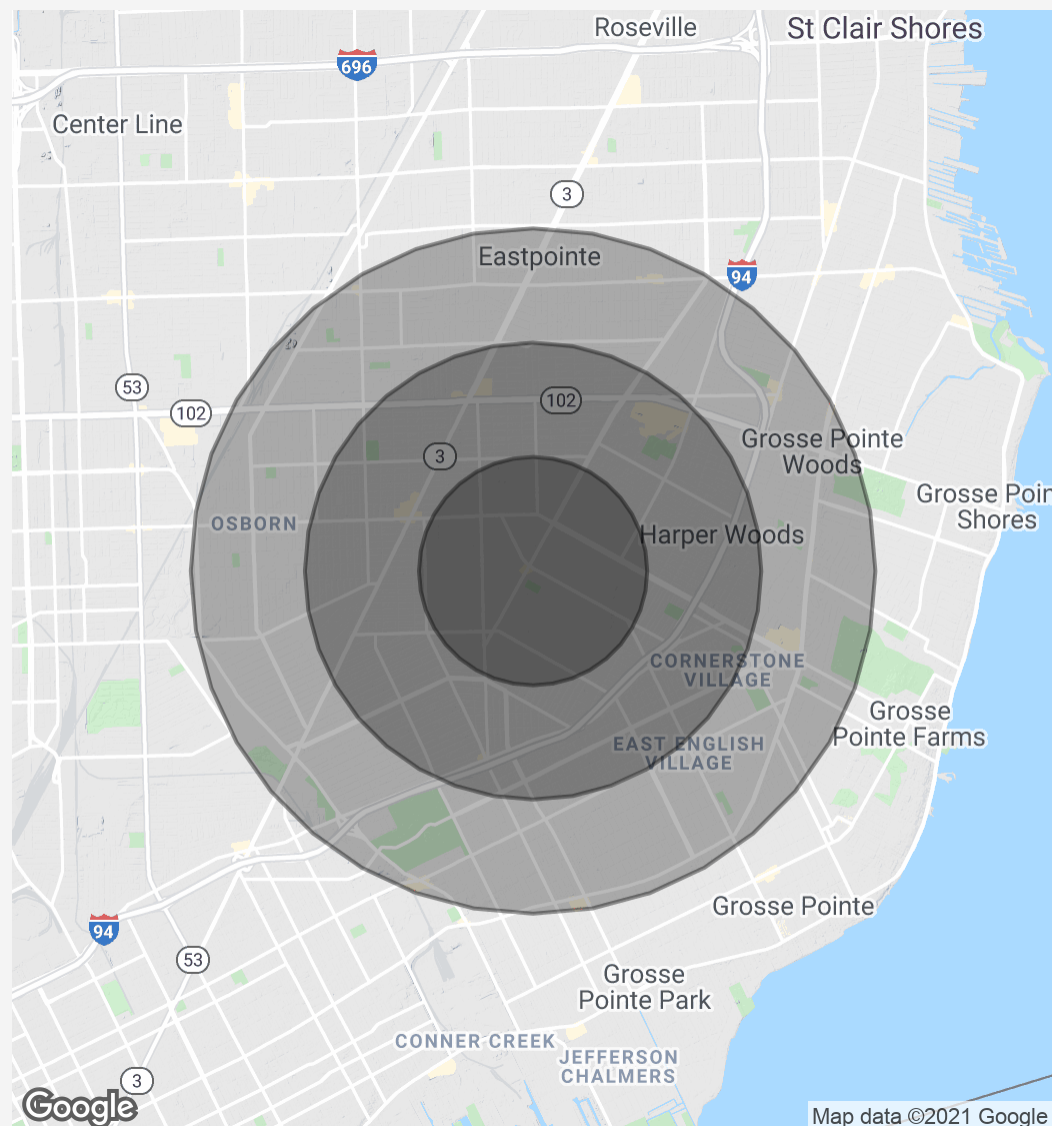 Roseville
St Clair Shores
696
Center Line
3
Eastpointe
94
53
102
102
3
Grosse Pointe
Woods
Grosse Poin
Shores
OSBORN
Harper Woods
CORNERSTONE
VILLAGE
Grosse
Pointe Farms
EAST ENGLISH
VILLAGE
Grosse Pointe
94
53
Grosse
Pointe Park
CONNER CREEK
JEFFERSON
CHALMERS
3
Google
Map data ©2021 Google